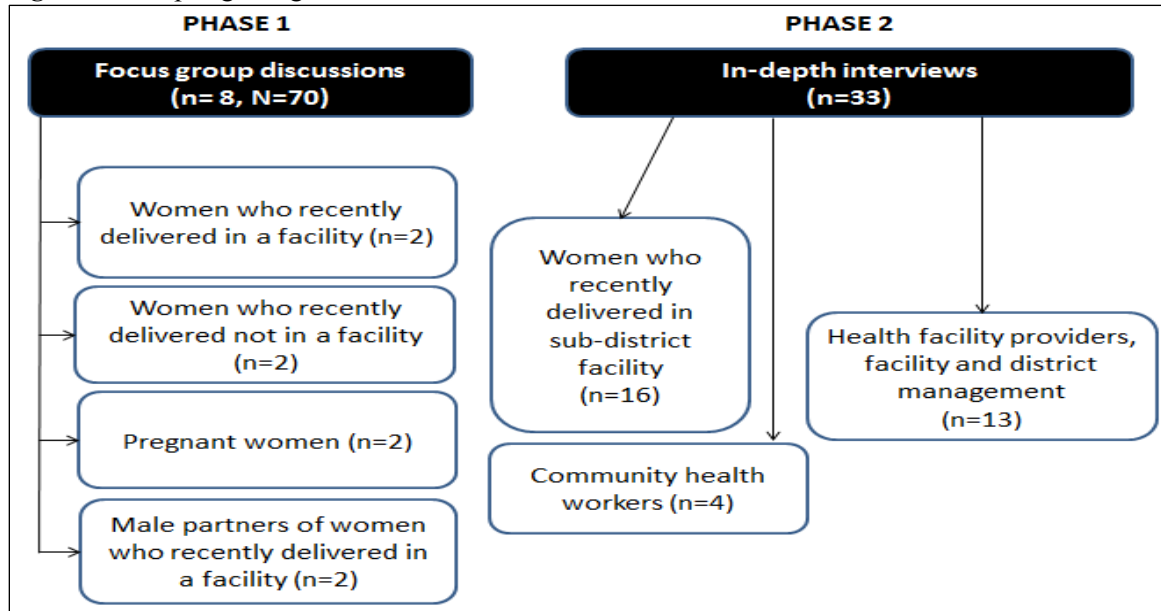 PHASE 1
Focus group discussions
(n= 8, N=70)
Women who recently
delivered in a facility (n=2)
Women who recently
delivered not in a facility
(n=2)
Pregnant women (n=2)
Male partners of women
who recently delivered in
a facility (n=2)
PHASE 2
In-depth interviews
(n=33)
Women who
recently
delivered in
sub-district
facility
(n=16)
Community health
workers (n=4)
Health facility providers,
facility and district
management
(n=13)